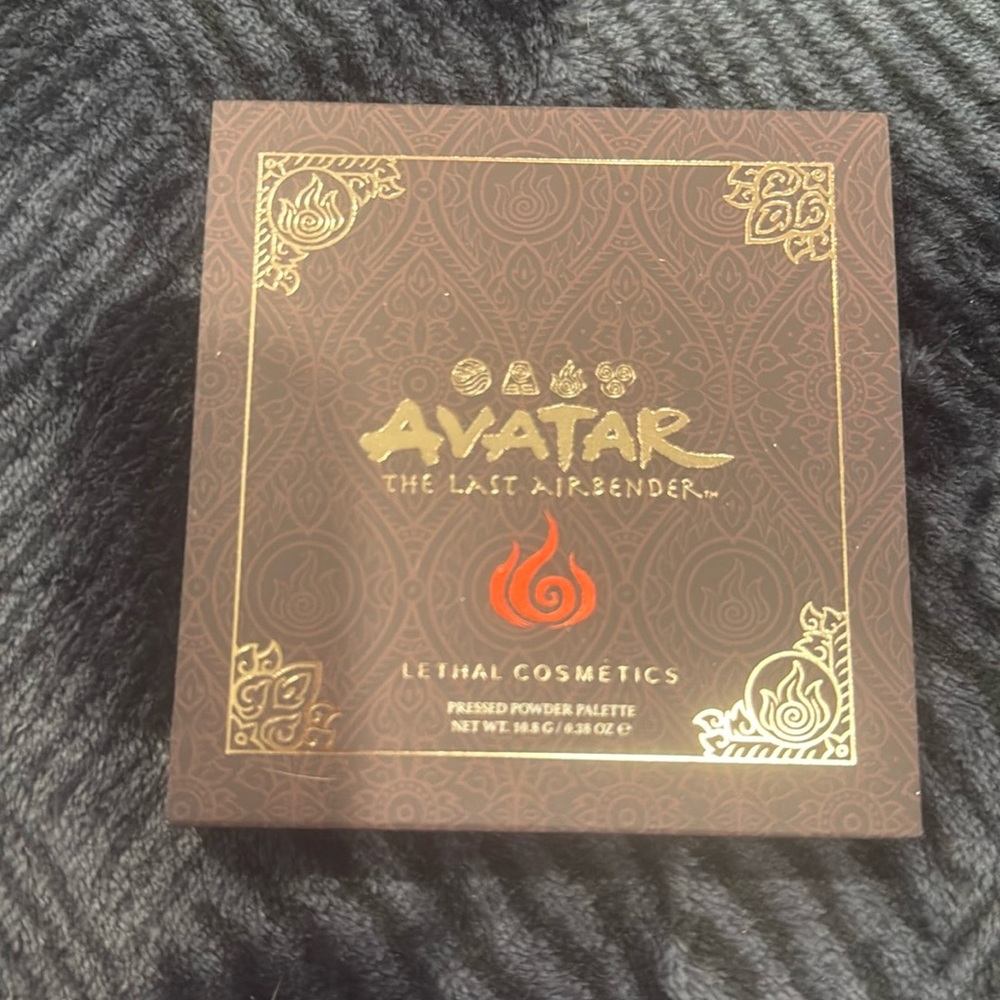 AVATAR
THE LAST AIRBENDER™
LETHAL COSMETICS
PRESSED POWDER PALETTE
NET WT. 10.8 G / 0.38 OZ ℮